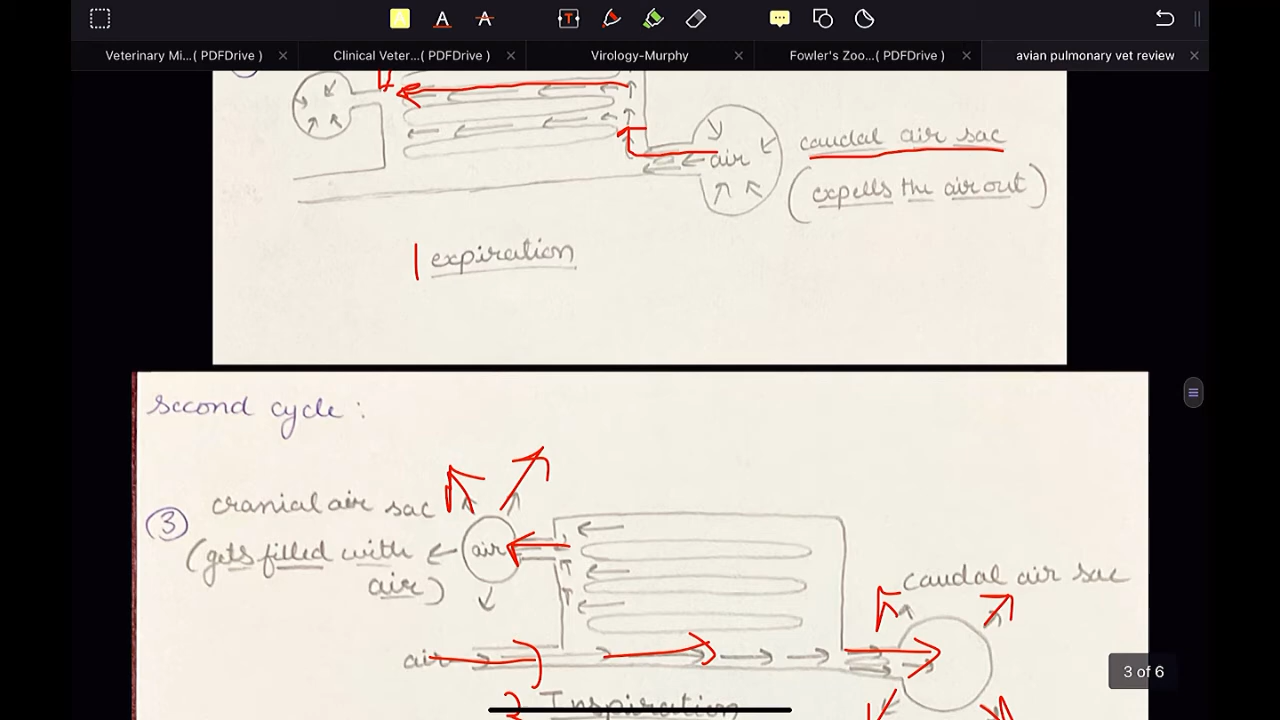 A A T
Veterinary Mi...( PDFDrive )
Clinical Veter...( PDFDrive )
Virology-Murphy
Fowler's Zoo...( PDFDrive )
avian pulmonary vet review
air
caudal air sac
(expells the air out)
expiration
second cycle :
3
cranial air sac
(gets filled with
air)
air
caudal air sac
air
3 of 6
Inspiration